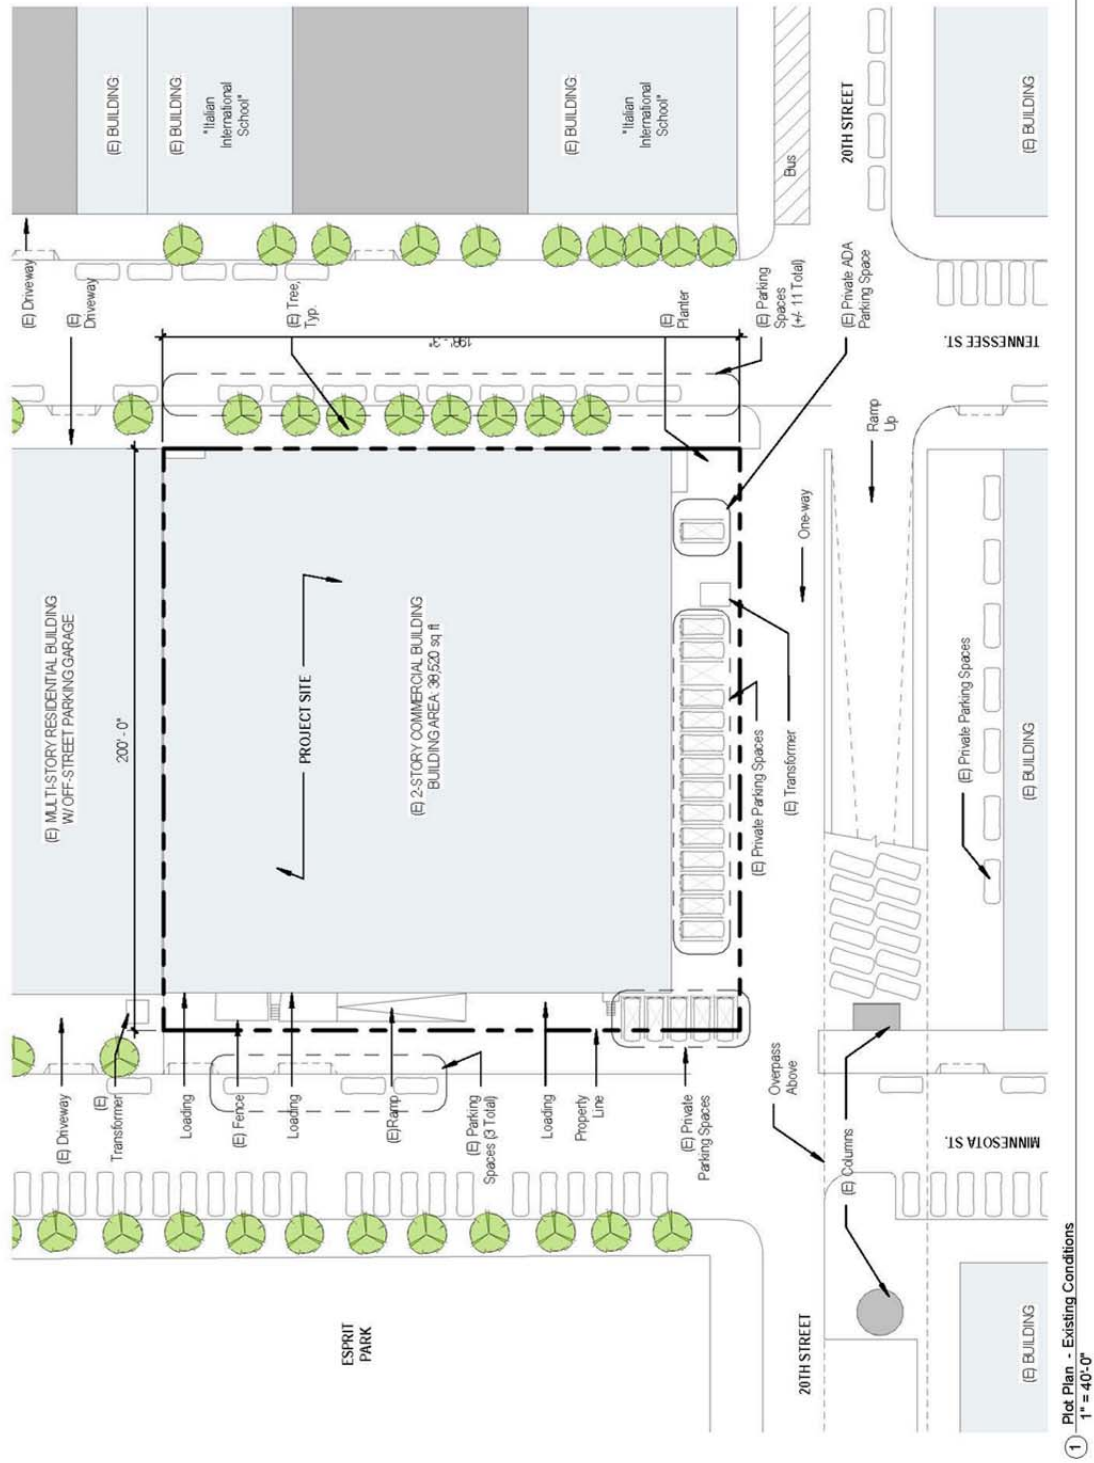 (E) Driveway
(E)
Driveway
(E) BUILDING
(E) BUILDING
"Italian
International
School"
(E) BUILDING
"Italian
International
School"
Bus
20TH STREET
(E) BUILDING
(E) Tree,
Typ.
(E)
Planter
(E) Parking
Spaces
(+/- 11 Total)
(E) Private ADA
Parking Space
TENNESSEE ST.
198' - 3"
Ramp
Up
One-way
(E) MULTI-STORY RESIDENTIAL BUILDING
W/ OFF-STREET PARKING GARAGE
200' - 0"
PROJECT SITE
(E) 2-STORY COMMERCIAL BUILDING
BUILDING AREA: 38,520 sq ft
(E) Private Parking Spaces
(E) Transformer
(E) Private Parking Spaces
(E) BUILDING
(E) Driveway
(E)
Transformer
Loading
(E) Fence
Loading
(E)Ramp
(E) Parking
Spaces (3 Total)
Loading
Property
Line
(E) Private
Parking Spaces
Overpass
Above
(E) Columns
MINNESOTA ST.
ESPRIT
PARK
20TH STREET
(E) BUILDING
1
Plot Plan - Existing Conditions
1" = 40'-0"